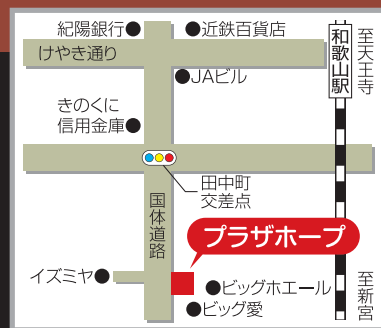 紀陽銀行
近鉄百貨店
けやき通り
JAビル
和歌山駅
至天王寺
きのくに
信用金庫
田中町
交差点
国体道路
プラザホープ
イズミヤ
ビッグホエール
ビッグ愛
至新宮